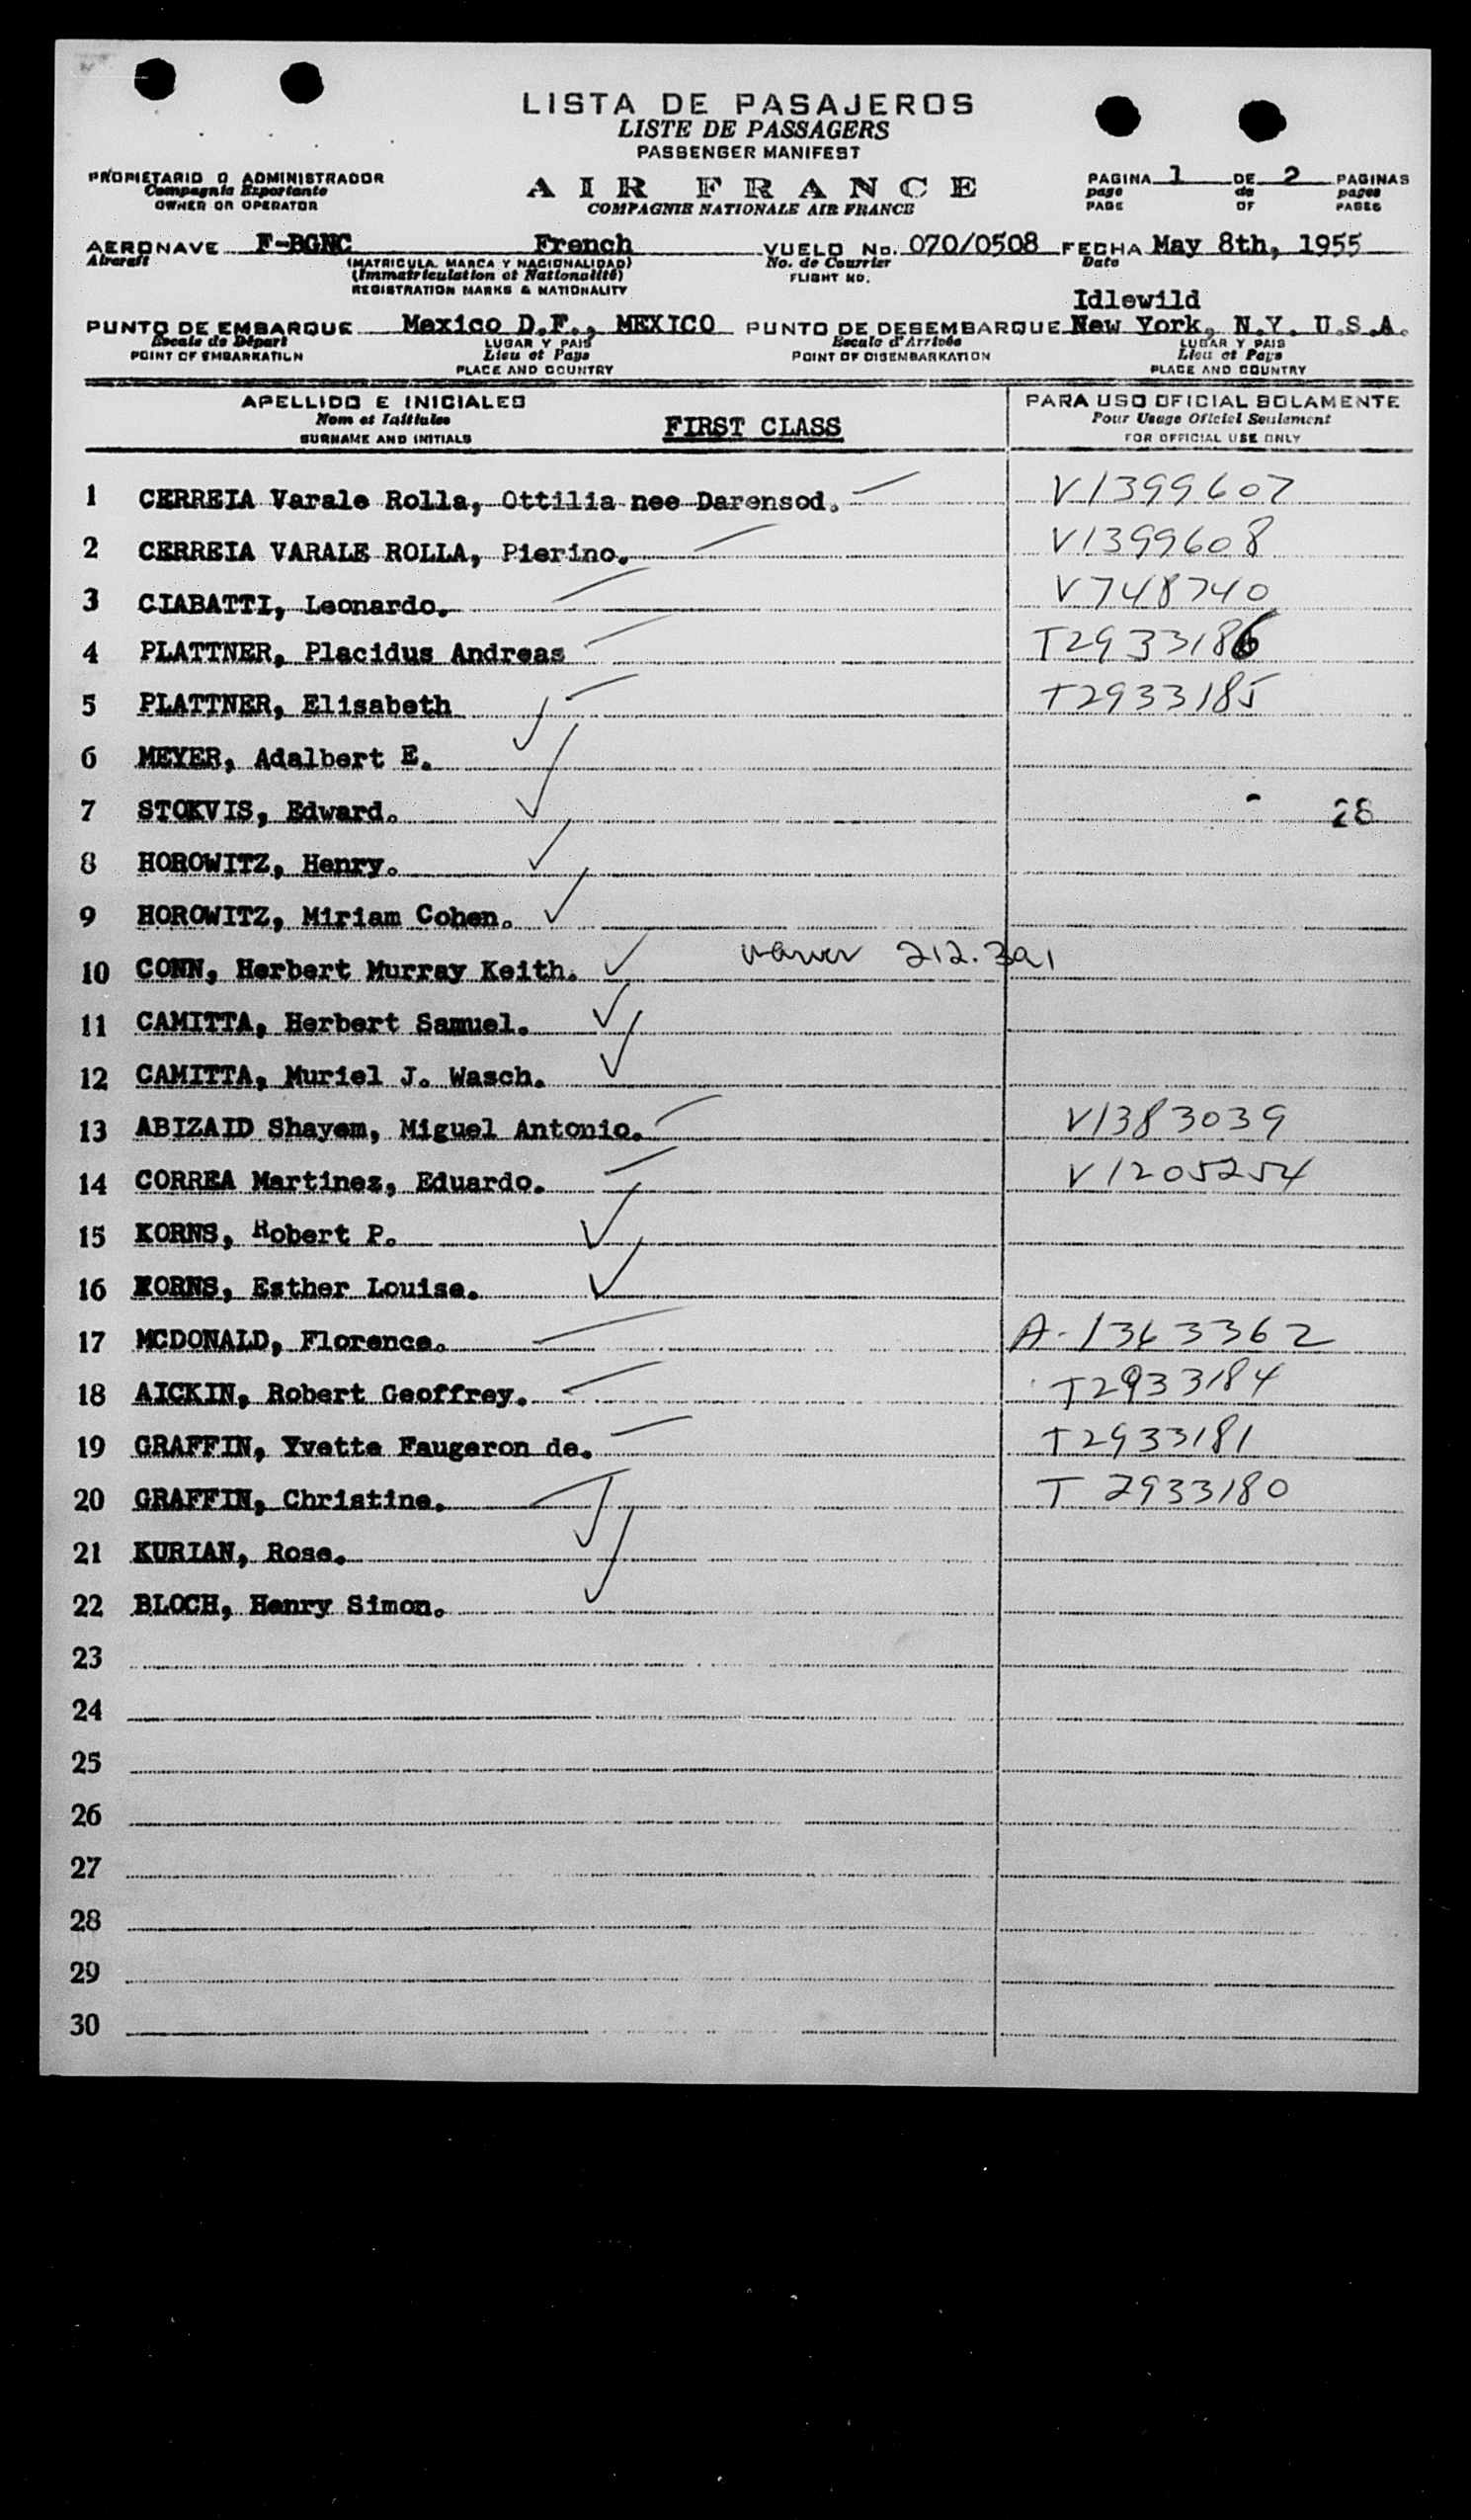 LISTA DE PASAJEROS
LISTE DE PASSAGERS
PASSENGER MANIFEST
PROPIETARIO O ADMINISTRADOR
Compagnie Exportante
OWNER OR OPERATOR
AIR FRANCE
COMPAGNIE NATIONALE AIR FRANCE
PAGINA 1 DE 2 PAGINAS
page de pages
PAGE OF PAGES
AERONAVE F-BGNC French VUELO No. 070/0508 FECHA May 8th, 1955
Aircraft (MATRICULA, MARCA Y NACIONALIDAD) No. de Courrier Date
(Immatriculation et Nationalité) FLIGHT NO.
REGISTRATION MARKS & NATIONALITY
Idlewild
PUNTO DE EMBARQUE Mexico D.F., MEXICO PUNTO DE DESEMBARQUE New York, N.Y. U.S.A.
Escale de Départ LUGAR Y PAIS Escale d'Arrivée LUGAR Y PAIS
POINT OF EMBARKATION Lieu et Pays POINT OF DISEMBARKATION Lieu et Pays
PLACE AND COUNTRY PLACE AND COUNTRY
APELLIDO E INICIALES PARA USO OFICIAL SOLAMENTE
Nom et Initiales FIRST CLASS Pour Usage Oficiel Seulement
SURNAME AND INITIALS FOR OFFICIAL USE ONLY
1 CERREIA Varale Rolla, Ottilia nee Darensod. V1399607
2 CERREIA VARALE ROLLA, Pierino. V1399608
3 CIABATTI, Leonardo. V748740
4 PLATTNER, Placidus Andreas T2933186
5 PLATTNER, Elisabeth T2933185
6 MEYER, Adalbert E.
7 STOKVIS, Edward. 28
8 HOROWITZ, Henry.
9 HOROWITZ, Miriam Cohen.
10 CONN, Herbert Murray Keith. waiver 212.3a1
11 CAMITTA, Herbert Samuel.
12 CAMITTA, Muriel J. Wasch.
13 ABIZAID Shayem, Miguel Antonio. V1383039
14 CORREA Martinez, Eduardo. V1205254
15 KORNS, Robert P.
16 KORNS, Esther Louise.
17 MCDONALD, Florence. A-1363362
18 AICKIN, Robert Geoffrey. T2933184
19 GRAFFIN, Yvette Faugeron de. T2933181
20 GRAFFIN, Christine. T 2933180
21 KURIAN, Rose.
22 BLOCH, Henry Simon.
23
24
25
26
27
28
29
30